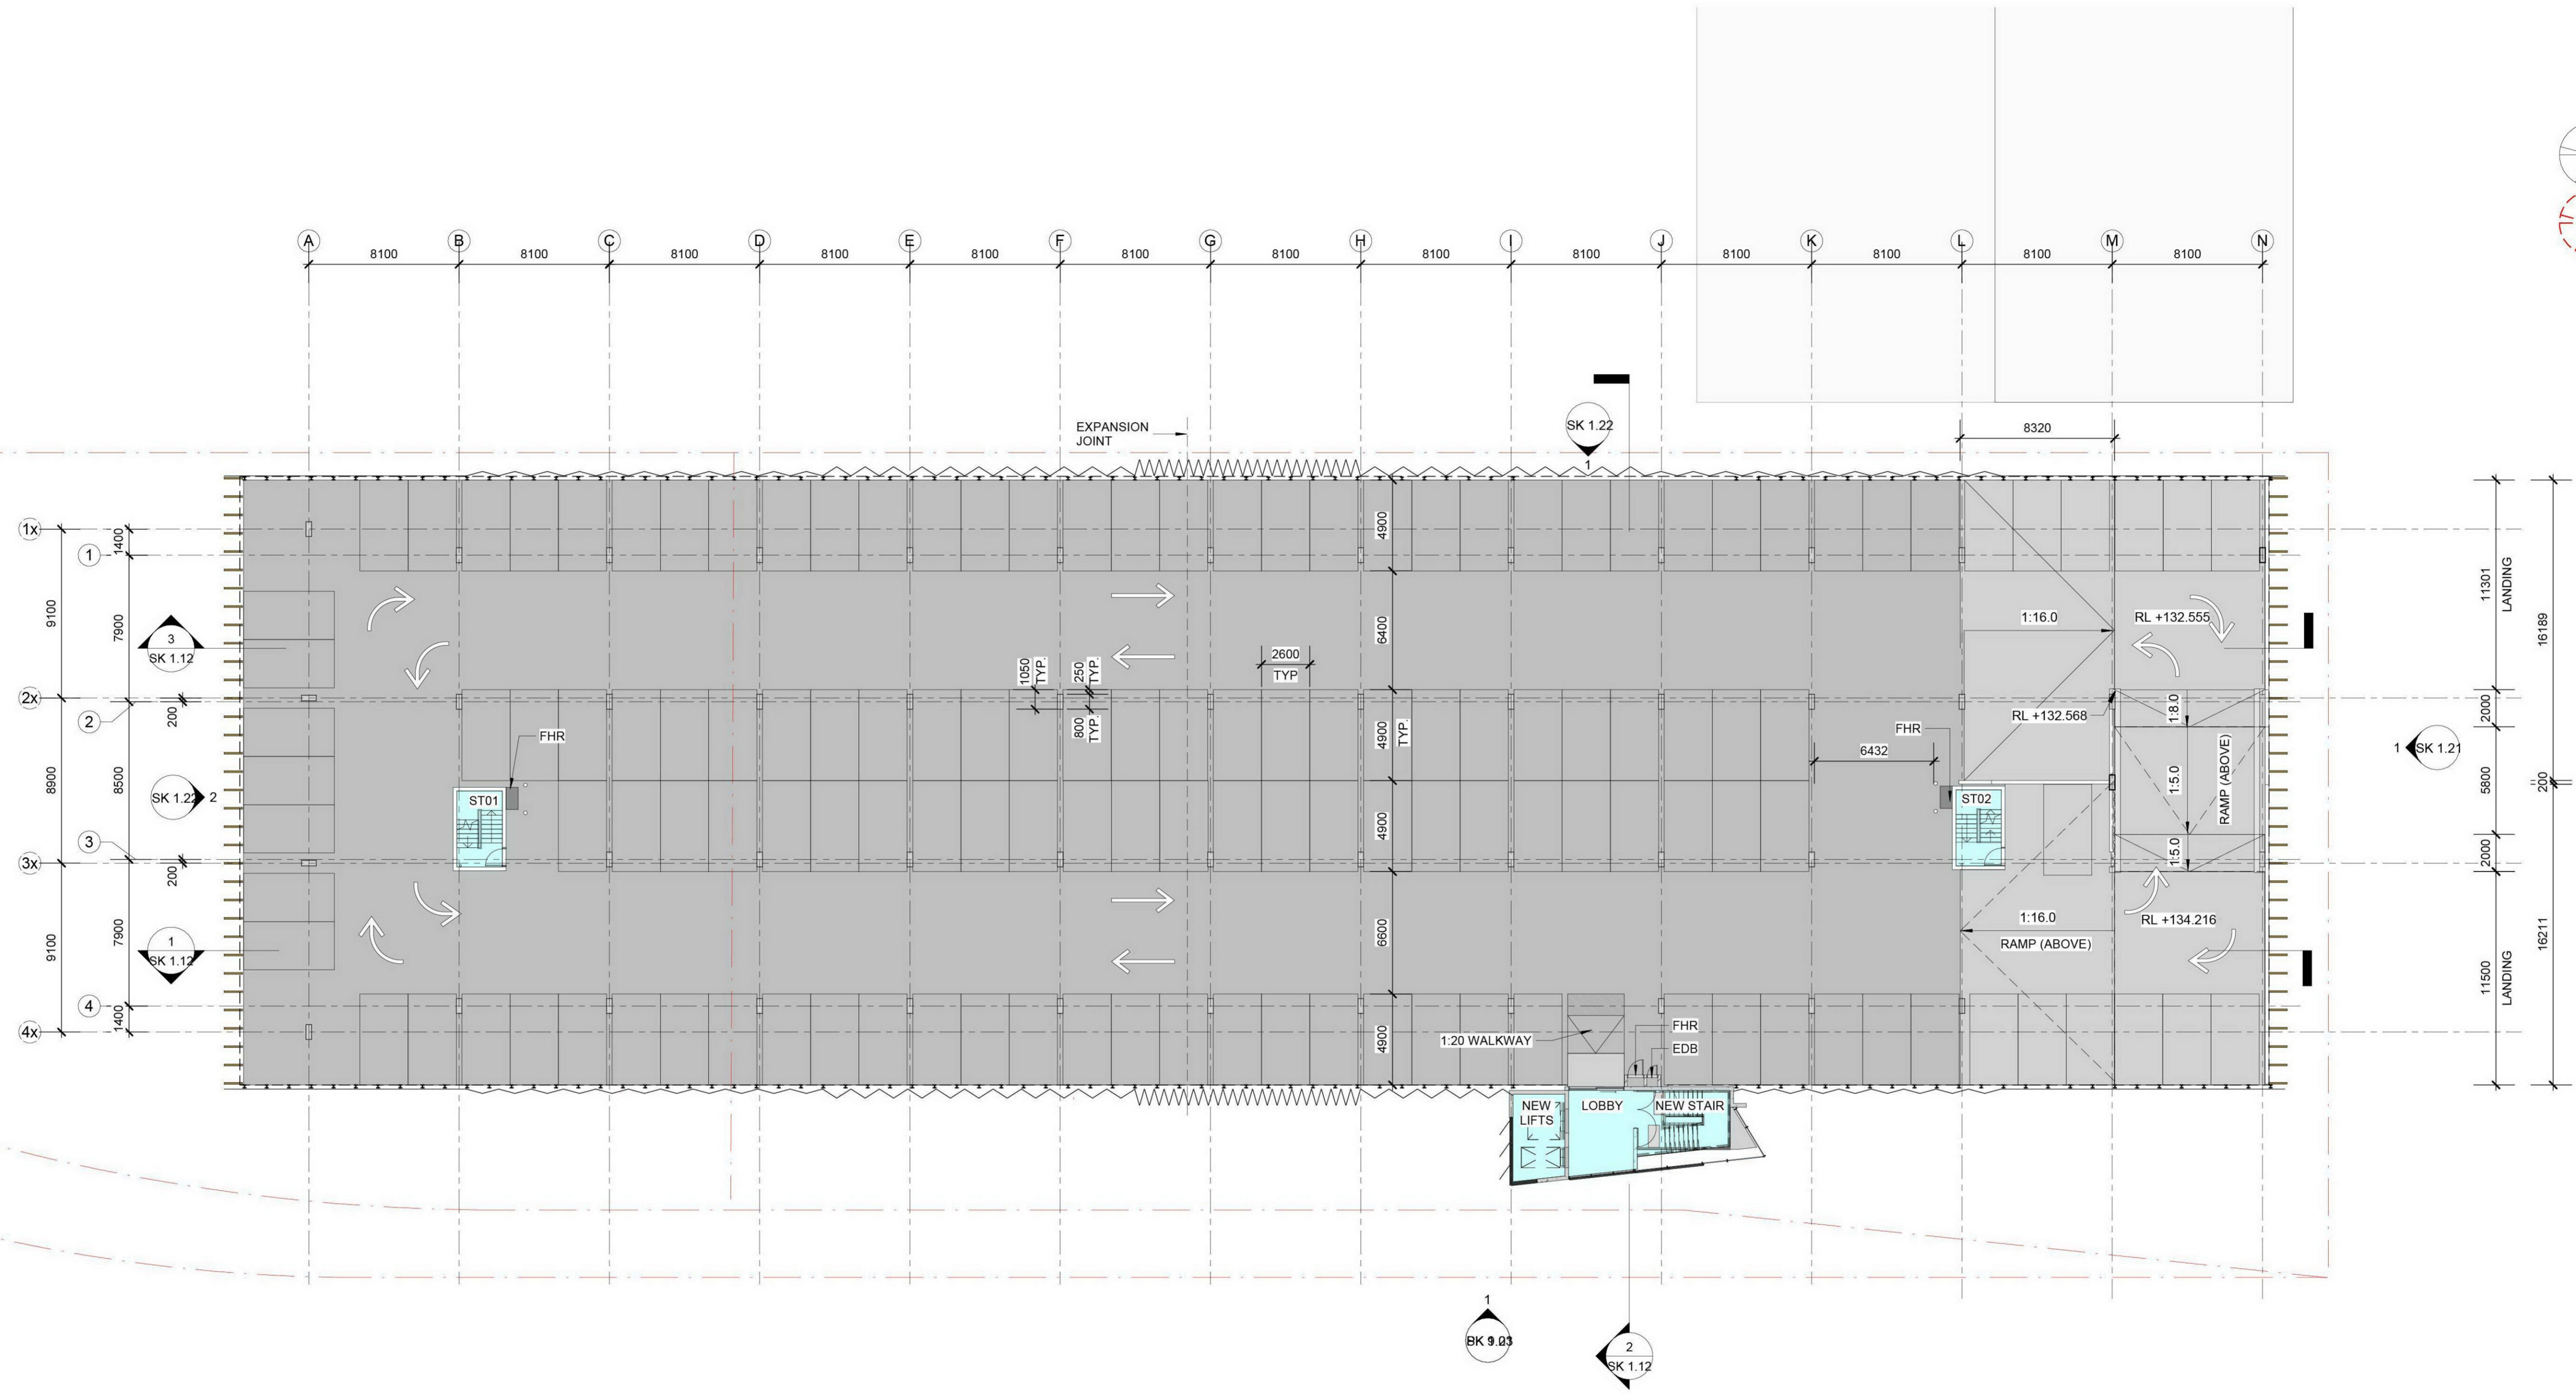 A
B
C
D
E
F
G
H
I
J
K
L
M
N
8100
8100
8100
8100
8100
8100
8100
8100
8100
8100
8100
8100
8100
EXPANSION
JOINT
SK 1.22
1
8320
1x
1
1400
4900
9100
7900
3
SK 1.12
6400
1:16.0
RL +132.555
11301
LANDING
16189
2600
TYP
1050
TYP.
250
TYP.
800
TYP.
2x
2
200
FHR
4900
TYP.
6432
FHR
RL +132.568
1:8.0
2000
1
SK 1.21
8900
8500
SK 1.22
2
ST01
ST02
1:5.0
RAMP (ABOVE)
5800
200
4900
3
3x
200
1:5.0
2000
9100
7900
1
SK 1.12
6600
1:16.0
RAMP (ABOVE)
RL +134.216
11500
LANDING
16211
4
4x
1400
4900
1:20 WALKWAY
FHR
EDB
NEW
LIFTS
LOBBY
NEW STAIR
1
2
SK 1.12